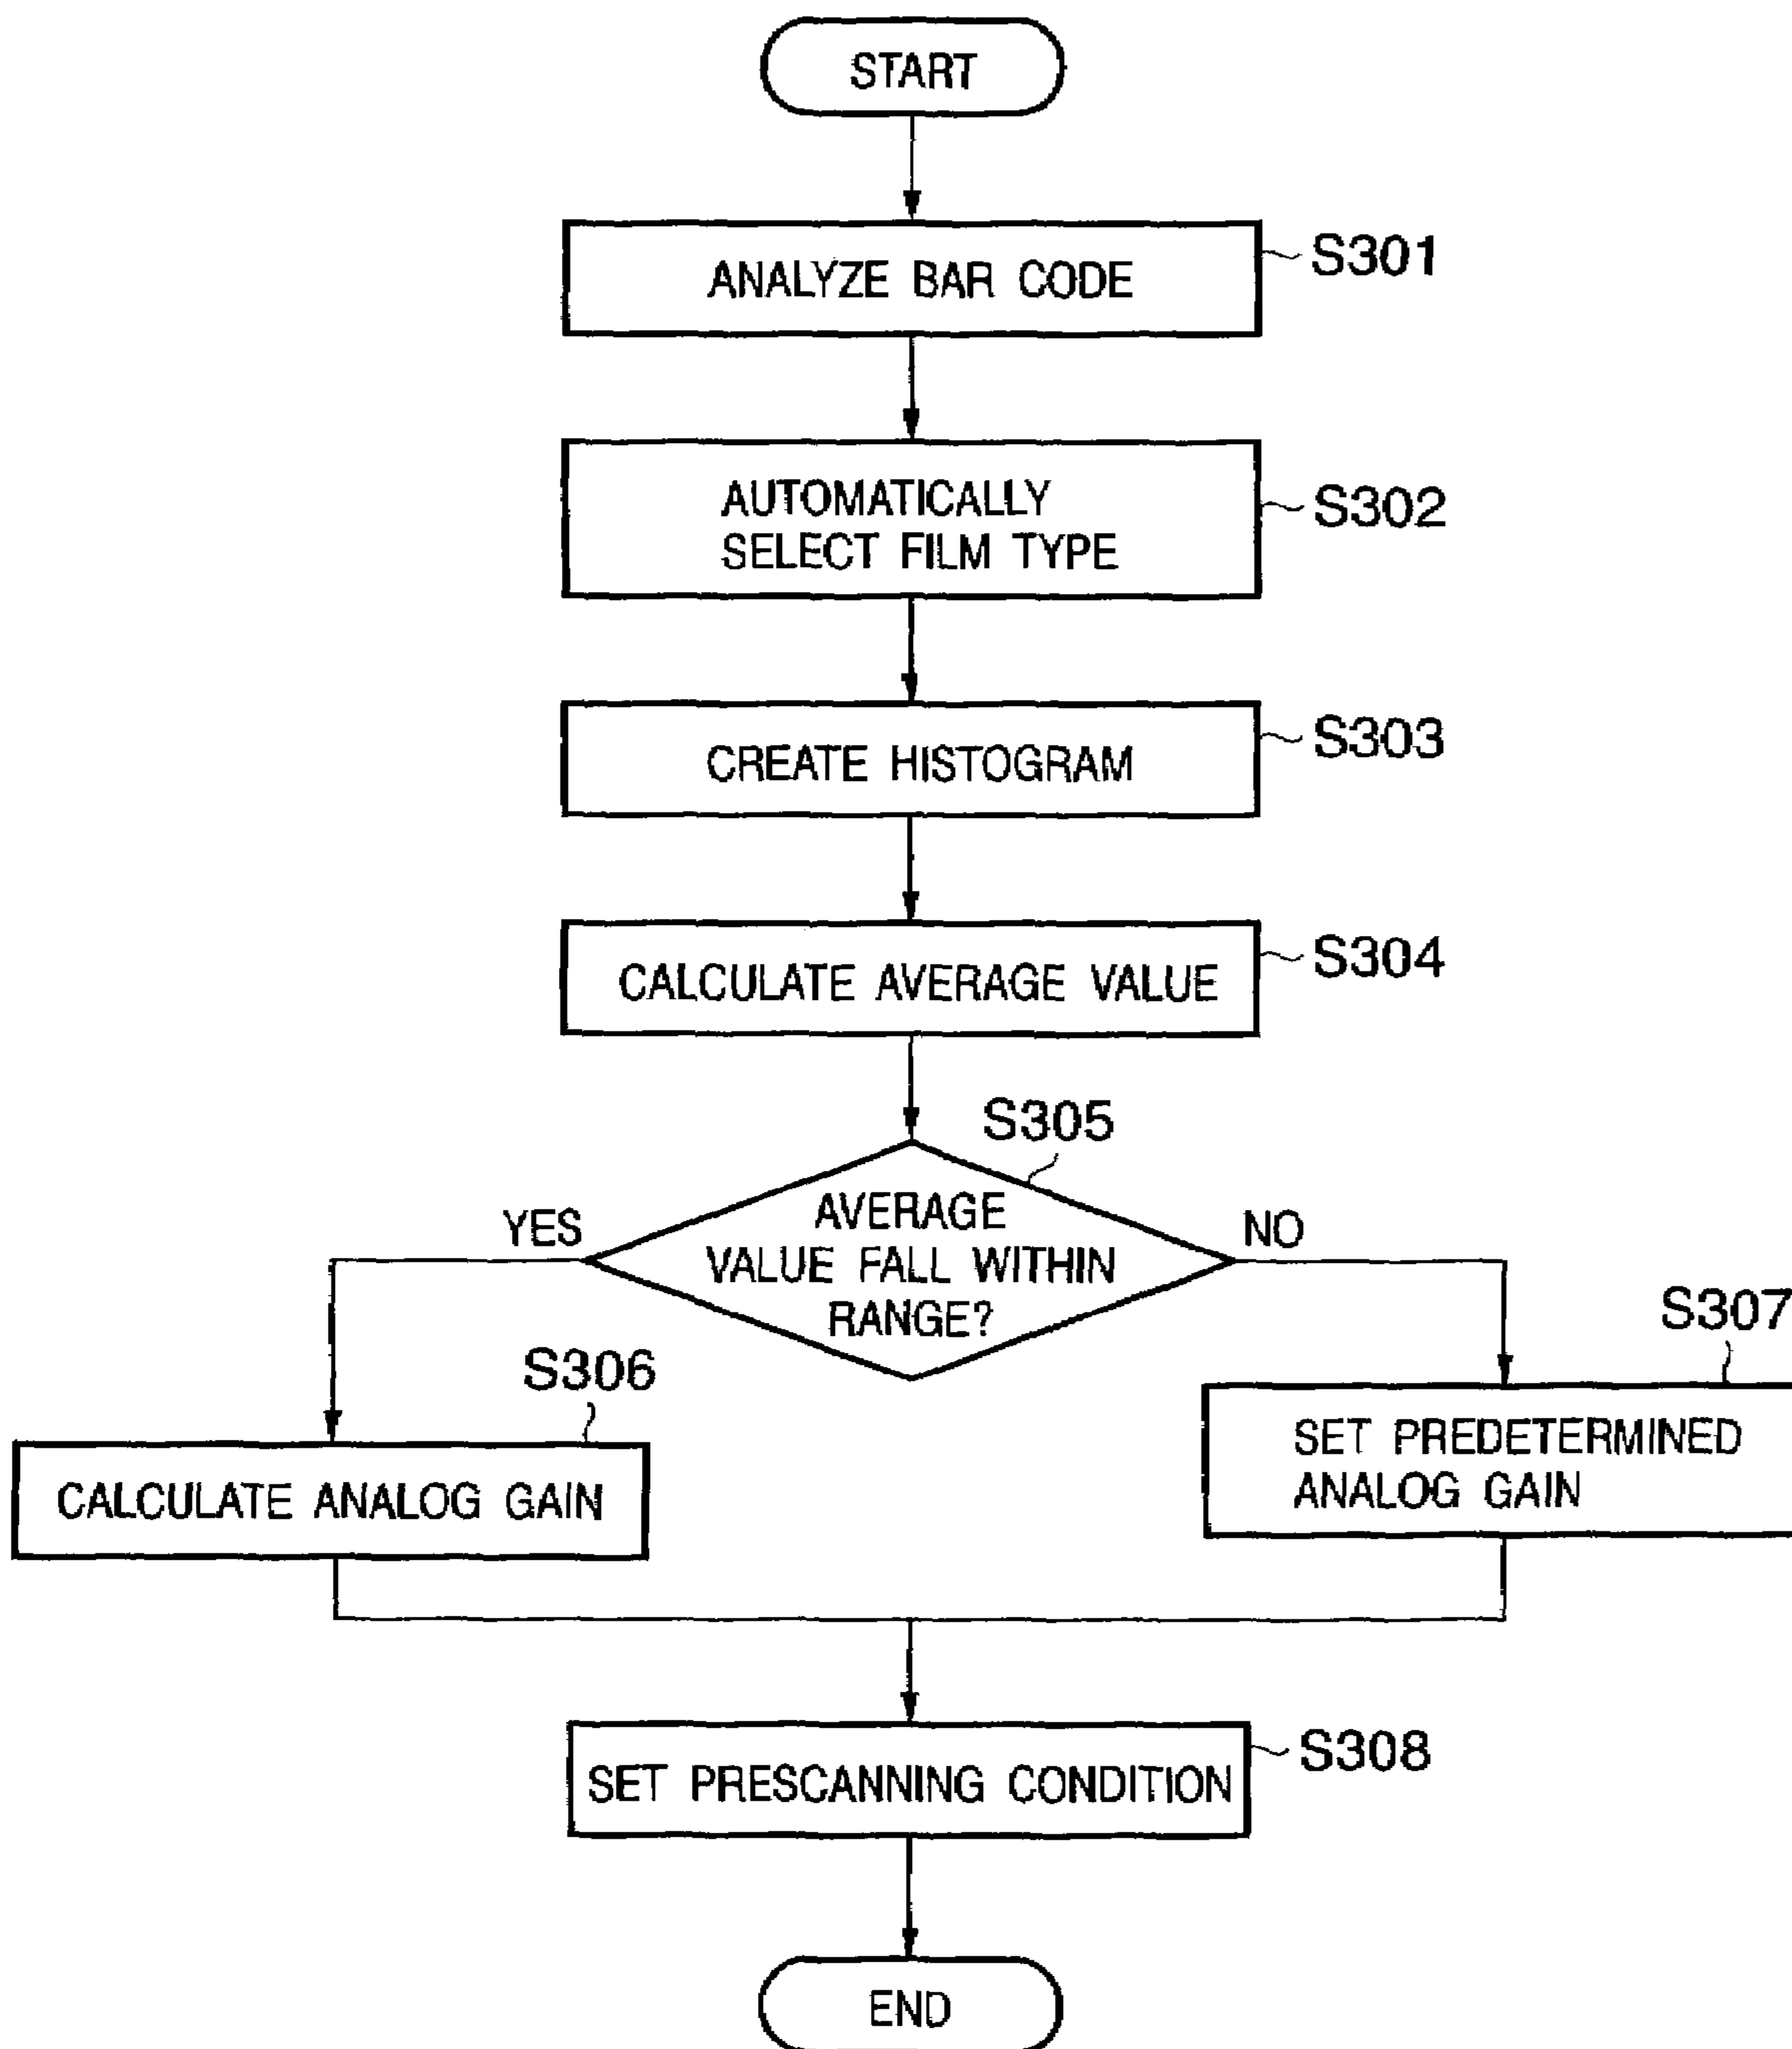 START
ANALYZE BAR CODE
S301
AUTOMATICALLY
SELECT FILM TYPE
S302
CREATE HISTOGRAM
S303
CALCULATE AVERAGE VALUE
S304
S305
AVERAGE
VALUE FALL WITHIN
RANGE?
YES
NO
S306
CALCULATE ANALOG GAIN
S307
SET PREDETERMINED
ANALOG GAIN
SET PRESCANNING CONDITION
S308
END